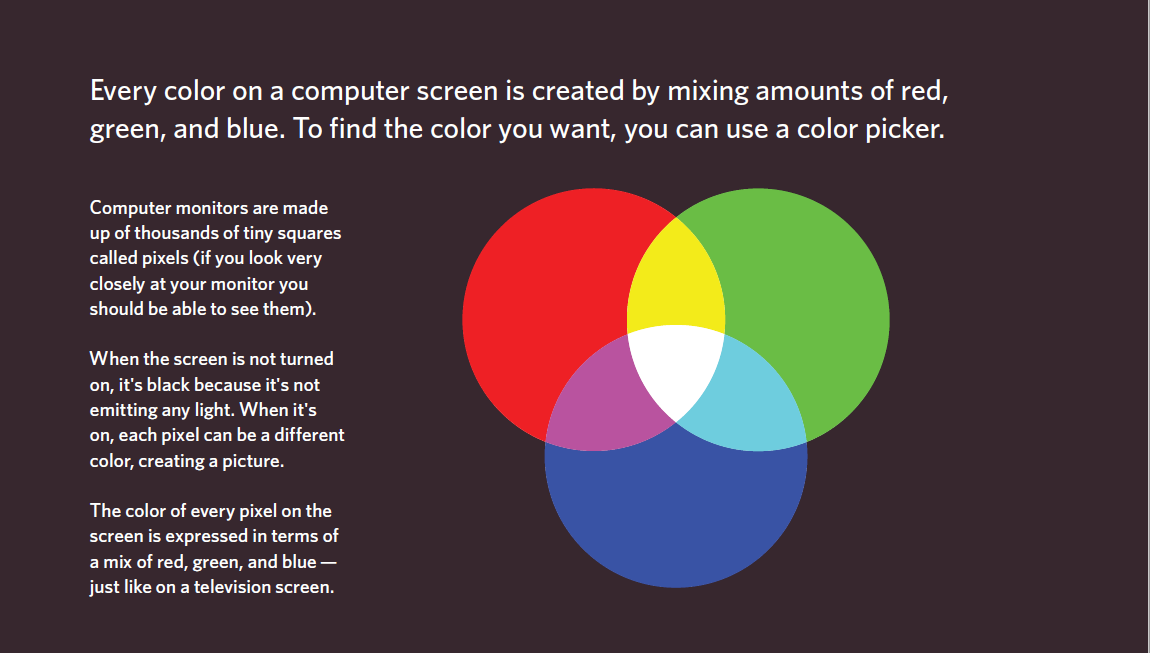 Every color on a computer screen is created by mixing amounts of red,
green, and blue. To find the color you want, you can use a color picker.
Computer monitors are made
up of thousands of tiny squares
called pixels (if you look very
closely at your monitor you
should be able to see them).
When the screen is not turned
on, it's black because it's not
emitting any light. When it's
on, each pixel can be a different
color, creating a picture.
The color of every pixel on the
screen is expressed in terms of
a mix of red, green, and blue —
just like on a television screen.